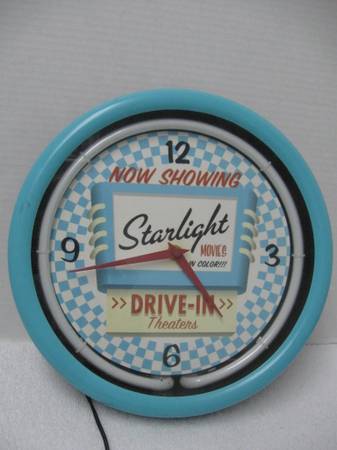 12
NOW SHOWING
Starlight
MOVIES
IN COLOR!!!
9
3
>> DRIVE-IN >>
Theaters
6